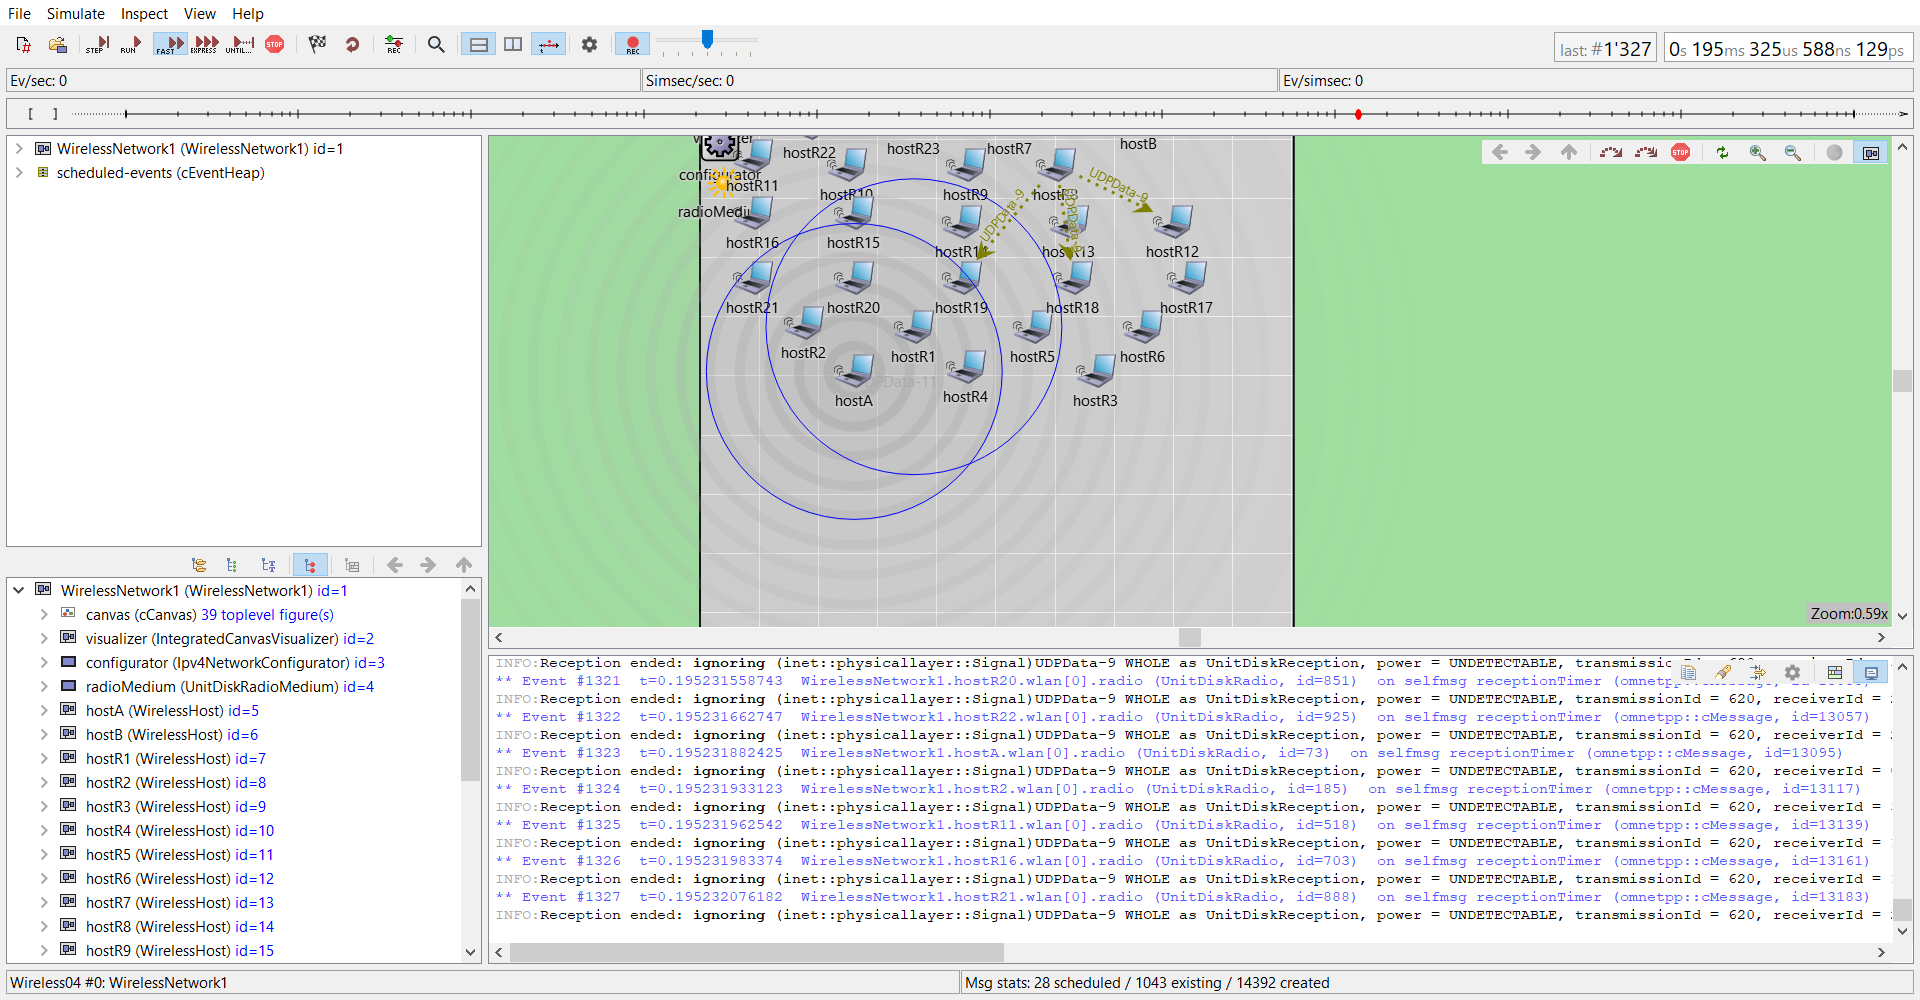 File Simulate Inspect View Help
STEP RUN FAST EXPRESS UNTIL... STOP REC REC
last: #1'327 0s 195ms 325us 588ns 129ps
Ev/sec: 0 Simsec/sec: 0 Ev/simsec: 0
[ ]
WirelessNetwork1 (WirelessNetwork1) id=1
scheduled-events (cEventHeap)
WirelessNetwork1 (WirelessNetwork1) id=1
canvas (cCanvas) 39 toplevel figure(s)
visualizer (IntegratedCanvasVisualizer) id=2
configurator (Ipv4NetworkConfigurator) id=3
radioMedium (UnitDiskRadioMedium) id=4
hostA (WirelessHost) id=5
hostB (WirelessHost) id=6
hostR1 (WirelessHost) id=7
hostR2 (WirelessHost) id=8
hostR3 (WirelessHost) id=9
hostR4 (WirelessHost) id=10
hostR5 (WirelessHost) id=11
hostR6 (WirelessHost) id=12
hostR7 (WirelessHost) id=13
hostR8 (WirelessHost) id=14
hostR9 (WirelessHost) id=15
hostR22 hostR23 hostR7 hostB
configurator hostR11 hostR10 hostR9
UDPData-9 UDPData-9 UDPData-9
STOP
hostR16 hostR15 hostR13 hostR12
hostR21 hostR20 hostR19 hostR18 hostR17
hostR2 hostR1 hostR5 hostR6
UDPData-11
hostA hostR4 hostR3
Zoom:0.59x
INFO:Reception ended: ignoring (inet::physicallayer::Signal)UDPData-9 WHOLE as UnitDiskReception, power = UNDETECTABLE, transmissionId = 620, receiverId =
** Event #1321 t=0.195231558743 WirelessNetwork1.hostR20.wlan[0].radio (UnitDiskRadio, id=851) on selfmsg receptionTimer (omnetpp::cMessage,
INFO:Reception ended: ignoring (inet::physicallayer::Signal)UDPData-9 WHOLE as UnitDiskReception, power = UNDETECTABLE, transmissionId = 620, receiverId =
** Event #1322 t=0.195231662747 WirelessNetwork1.hostR22.wlan[0].radio (UnitDiskRadio, id=925) on selfmsg receptionTimer (omnetpp::cMessage, id=13057)
INFO:Reception ended: ignoring (inet::physicallayer::Signal)UDPData-9 WHOLE as UnitDiskReception, power = UNDETECTABLE, transmissionId = 620, receiverId =
** Event #1323 t=0.195231882425 WirelessNetwork1.hostA.wlan[0].radio (UnitDiskRadio, id=73) on selfmsg receptionTimer (omnetpp::cMessage, id=13095)
INFO:Reception ended: ignoring (inet::physicallayer::Signal)UDPData-9 WHOLE as UnitDiskReception, power = UNDETECTABLE, transmissionId = 620, receiverId =
** Event #1324 t=0.195231933123 WirelessNetwork1.hostR2.wlan[0].radio (UnitDiskRadio, id=185) on selfmsg receptionTimer (omnetpp::cMessage, id=13117)
INFO:Reception ended: ignoring (inet::physicallayer::Signal)UDPData-9 WHOLE as UnitDiskReception, power = UNDETECTABLE, transmissionId = 620, receiverId =
** Event #1325 t=0.195231962542 WirelessNetwork1.hostR11.wlan[0].radio (UnitDiskRadio, id=518) on selfmsg receptionTimer (omnetpp::cMessage, id=13139)
INFO:Reception ended: ignoring (inet::physicallayer::Signal)UDPData-9 WHOLE as UnitDiskReception, power = UNDETECTABLE, transmissionId = 620, receiverId =
** Event #1326 t=0.195231983374 WirelessNetwork1.hostR16.wlan[0].radio (UnitDiskRadio, id=703) on selfmsg receptionTimer (omnetpp::cMessage, id=13161)
INFO:Reception ended: ignoring (inet::physicallayer::Signal)UDPData-9 WHOLE as UnitDiskReception, power = UNDETECTABLE, transmissionId = 620, receiverId =
** Event #1327 t=0.195232076182 WirelessNetwork1.hostR21.wlan[0].radio (UnitDiskRadio, id=888) on selfmsg receptionTimer (omnetpp::cMessage, id=13183)
INFO:Reception ended: ignoring (inet::physicallayer::Signal)UDPData-9 WHOLE as UnitDiskReception, power = UNDETECTABLE, transmissionId = 620, receiverId =
Wireless04 #0: WirelessNetwork1 Msg stats: 28 scheduled / 1043 existing / 14392 created